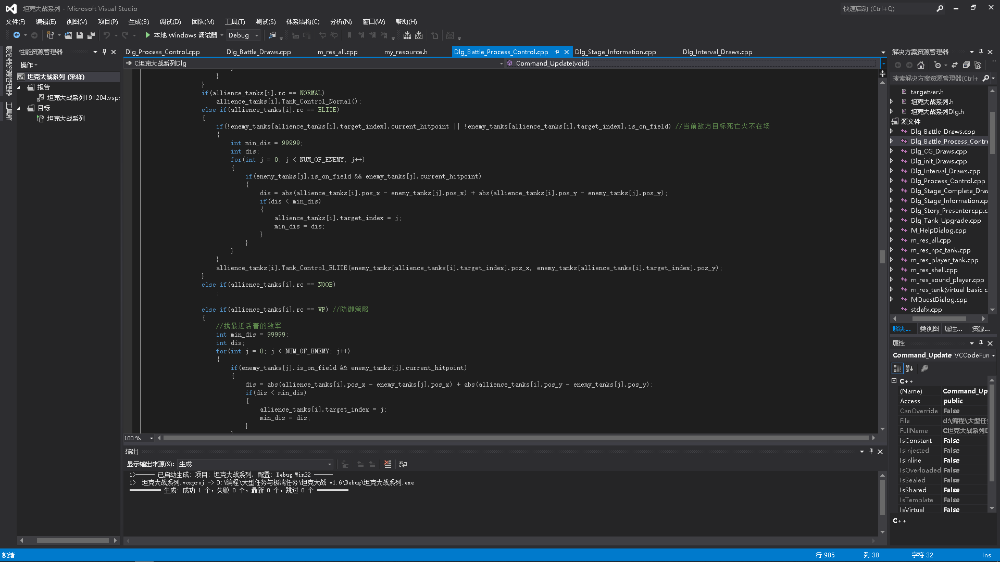 坦克大战系列 - Microsoft Visual Studio
快速启动 (Ctrl+Q)
文件(F) 编辑(E) 视图(V) 项目(P) 生成(B) 调试(D) 团队(M) 工具(T) 测试(S) 体系结构(C) 分析(N) 窗口(W) 帮助(H)
本地 Windows 调试器 Debug
服务器资源管理器
工具箱
性能资源管理器
操作
坦克大战系列 (采样)
报告
坦克大战系列191204.vsp
目标
坦克大战系列
Dlg_Process_Control.cpp Dlg_Battle_Draws.cpp m_res_all.cpp my_resource.h Dlg_Battle_Process_Control.cpp Dlg_Stage_Information.cpp Dlg_Interval_Draws.cpp
C坦克大战系列Dlg Command_Update(void)
}
}
if(allience_tanks[i].rc == NORMAL)
allience_tanks[i].Tank_Control_Normal();
else if(allience_tanks[i].rc == ELITE)
{
if(!enemy_tanks[allience_tanks[i].target_index].current_hitpoint || !enemy_tanks[allience_tanks[i].target_index].is_on_field) //当前敌方目标死亡火不在场
{
int min_dis = 99999;
int dis;
for(int j = 0; j < NUM_OF_ENEMY; j++)
{
if(enemy_tanks[j].is_on_field && enemy_tanks[j].current_hitpoint)
{
dis = abs(allience_tanks[i].pos_x - enemy_tanks[j].pos_x) + abs(allience_tanks[i].pos_y - enemy_tanks[j].pos_y);
if(dis < min_dis)
{
allience_tanks[i].target_index = j;
min_dis = dis;
}
}
}
}
allience_tanks[i].Tank_Control_ELITE(enemy_tanks[allience_tanks[i].target_index].pos_x, enemy_tanks[allience_tanks[i].target_index].pos_y);
}
else if(allience_tanks[i].rc == NOOB)
;
else if(allience_tanks[i].rc == VP) //防御策略
{
//找最近活着的敌军
int min_dis = 99999;
int dis;
for(int j = 0; j < NUM_OF_ENEMY; j++)
{
if(enemy_tanks[j].is_on_field && enemy_tanks[j].current_hitpoint)
{
dis = abs(allience_tanks[i].pos_x - enemy_tanks[j].pos_x) + abs(allience_tanks[i].pos_y - enemy_tanks[j].pos_y);
if(dis < min_dis)
{
allience_tanks[i].target_index = j;
min_dis = dis;
}
100 %
输出
显示输出来源(S): 生成
1>------ 已启动生成: 项目: 坦克大战系列, 配置: Debug Win32 ------
1> 坦克大战系列.vcxproj -> D:\编程\大型任务与极端任务\坦克大战 v1.6\Debug\坦克大战系列.exe
========== 生成: 成功 1 个，失败 0 个，最新 0 个，跳过 0 个 ==========
解决方案资源管理器
搜索解决方案资源管理器(Ctrl+
targetver.h
坦克大战系列.h
坦克大战系列Dlg.h
源文件
Dlg_Battle_Draws.cpp
Dlg_Battle_Process_Contro
Dlg_CG_Draws.cpp
Dlg_init_Draws.cpp
Dlg_Interval_Draws.cpp
Dlg_Process_Control.cpp
Dlg_Stage_Complete_Draw
Dlg_Stage_Information.cp
Dlg_Story_Presentorcpp.c
Dlg_Tank_Upgrade.cpp
M_HelpDialog.cpp
m_res_all.cpp
m_res_npc_tank.cpp
m_res_player_tank.cpp
m_res_shell.cpp
m_res_sound_player.cpp
m_res_tank(virtual basic c
MQuestDialog.cpp
stdafx.cpp
解决... 类视图 属性... 资源...
属性
Command_Update VCCodeFun
C++
(Name) Command_Up
Access public
CanOverride False
File d:\编程\大型任
FullName C坦克大战系列D
IsConstant False
IsInjected False
IsInline False
IsOverloaded False
IsSealed False
IsShared False
IsTemplate False
IsVirtual False
C++
就绪 行 985 列 38 字符 32 Ins